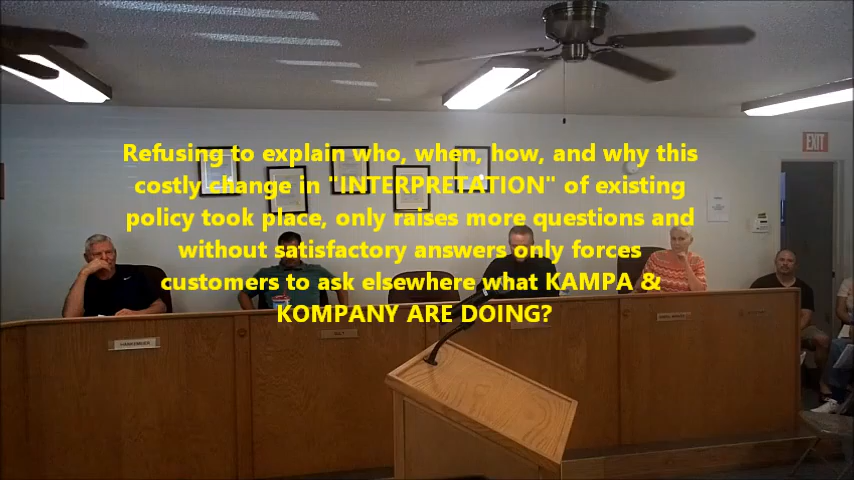 EXIT
Refusing to explain who, when, how, and why this
costly change in "INTERPRETATION" of existing
policy took place, only raises more questions and
without satisfactory answers only forces
customers to ask elsewhere what KAMPA &
KOMPANY ARE DOING?